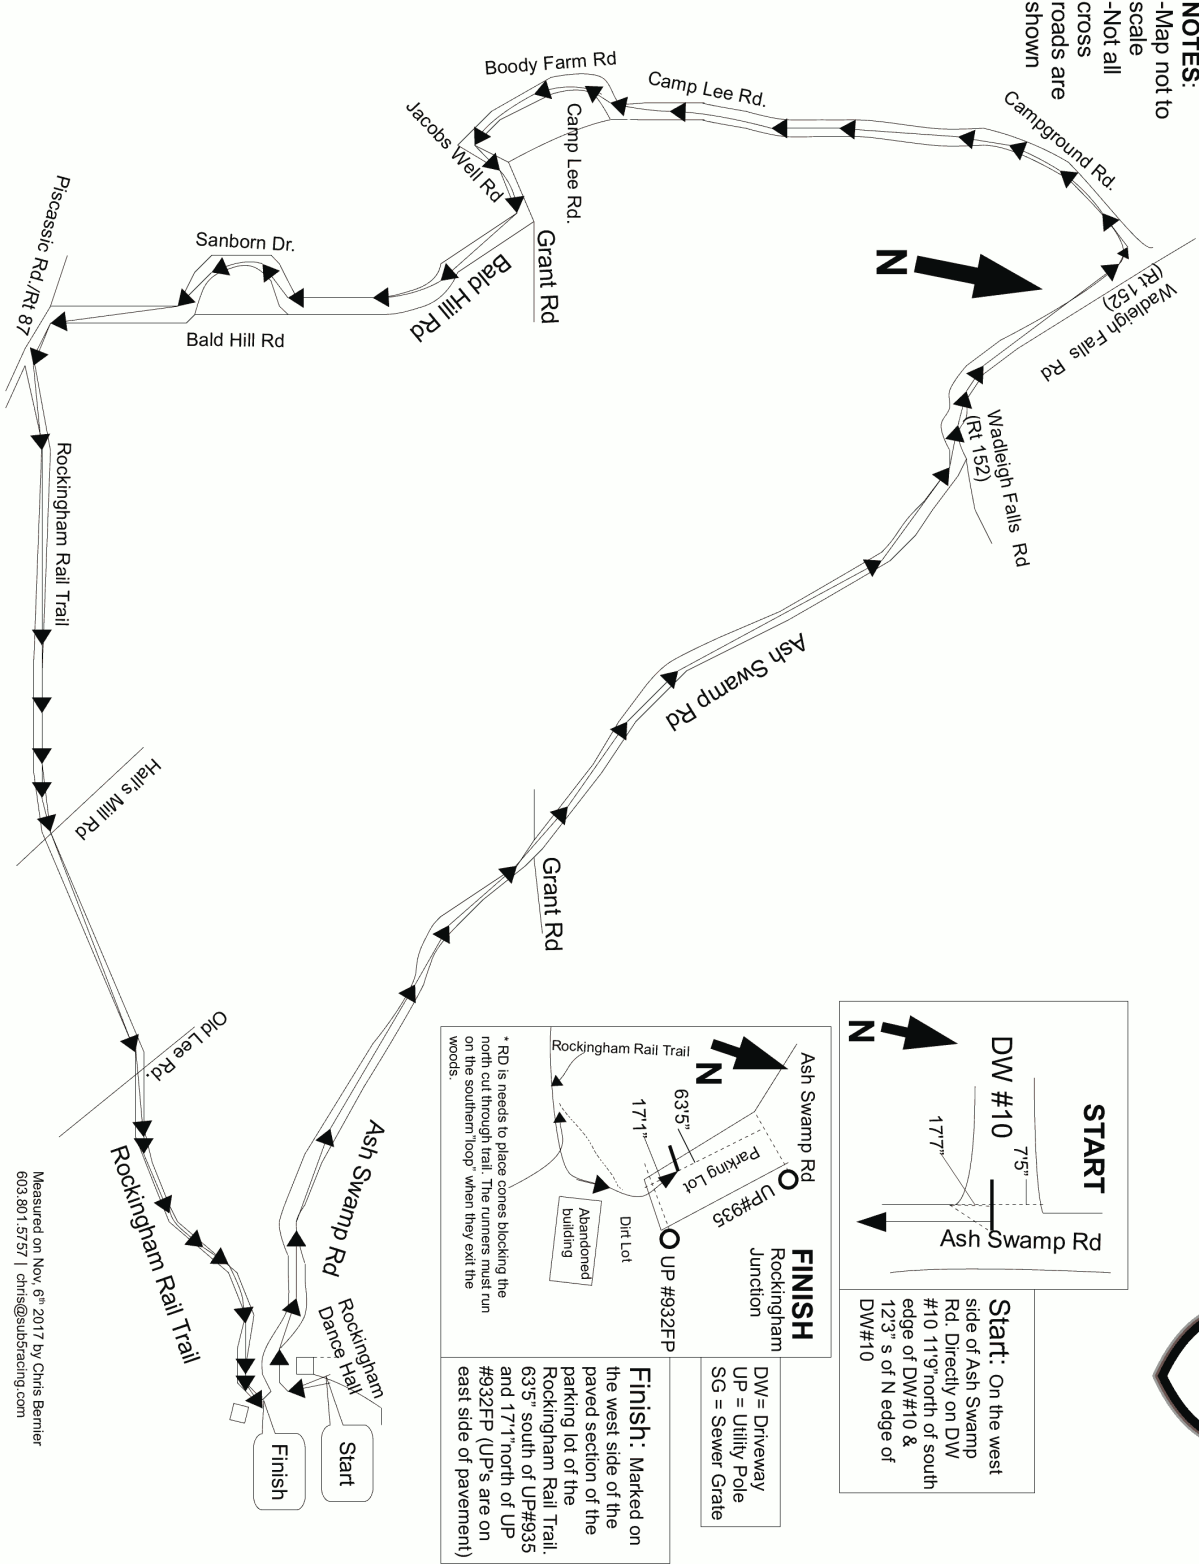 NOTES:
-Map not to
scale
-Not all
cross
roads are
shown
Boody Farm Rd
Camp Lee Rd.
Campground Rd.
Jacobs Well Rd
Camp Lee Rd.
Grant Rd
Bald Hill Rd
Sanborn Dr.
Bald Hill Rd
Piscassic Rd./Rt 87
N
Wadleigh Falls Rd
(Rt 152)
Wadleigh Falls Rd
(Rt 152)
Rockingham Rail Trail
Ash Swamp Rd
Hall's Mill Rd
Grant Rd
Old Lee Rd.
Ash Swamp Rd
Rockingham Rail Trail
Rockingham
Dance Hall
Start
Finish
START
DW #10
N
7'5"
17'7"
Ash Swamp Rd
Start: On the west
side of Ash Swamp
Rd. Directly on DW
#10 11'9"north of south
edge of DW#10 &
12'3" s of N edge of
DW#10
FINISH
Rockingham
Junction
Ash Swamp Rd
N
Rockingham Rail Trail
63'5"
17'1"
Parking Lot
UP#935
UP #932FP
Dirt Lot
Abandoned
building
* RD is needs to place cones blocking the
north cut through trail. The runners must run
on the southern"loop" when they exit the
woods.
DW= Driveway
UP = Utility Pole
SG = Sewer Grate
Finish: Marked on
the west side of the
paved section of the
parking lot of the
Rockingham Rail Trail.
63'5" south of UP#935
and 17'1"north of UP
#932FP (UP's are on
east side of pavement)
Measured on Nov, 6th 2017 by Chris Bernier
603.801.5757 | chris@sub5racing.com